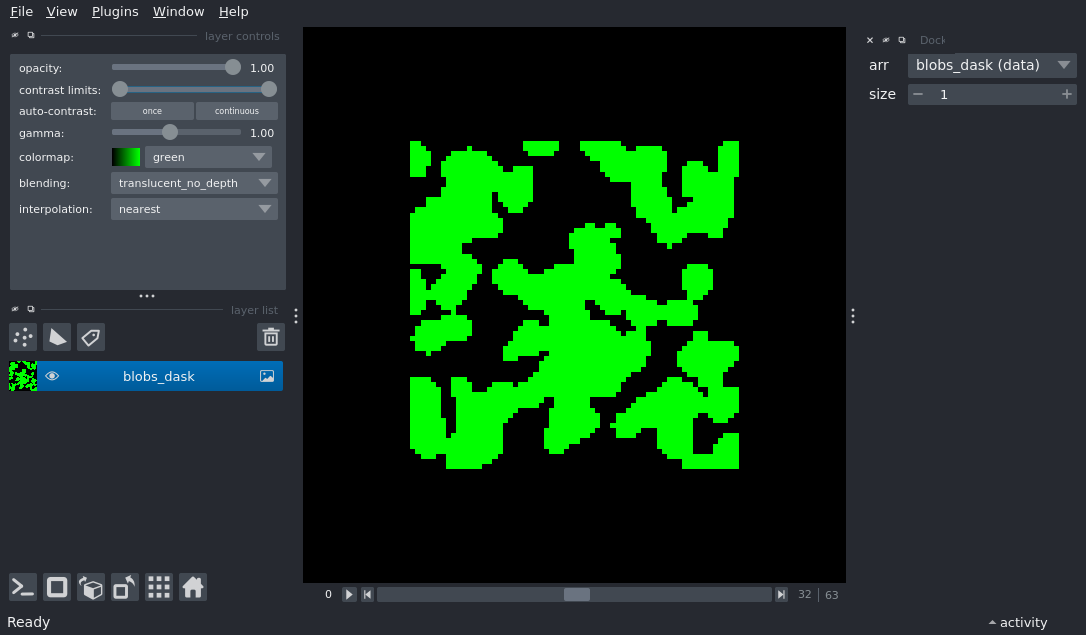 File View Plugins Window Help
layer controls
opacity: 1.00
contrast limits:
auto-contrast: once continuous
gamma: 1.00
colormap: green
blending: translucent_no_depth
interpolation: nearest
layer list
blobs_dask
0 32 63
Dock
arr blobs_dask (data)
size 1
Ready
activity